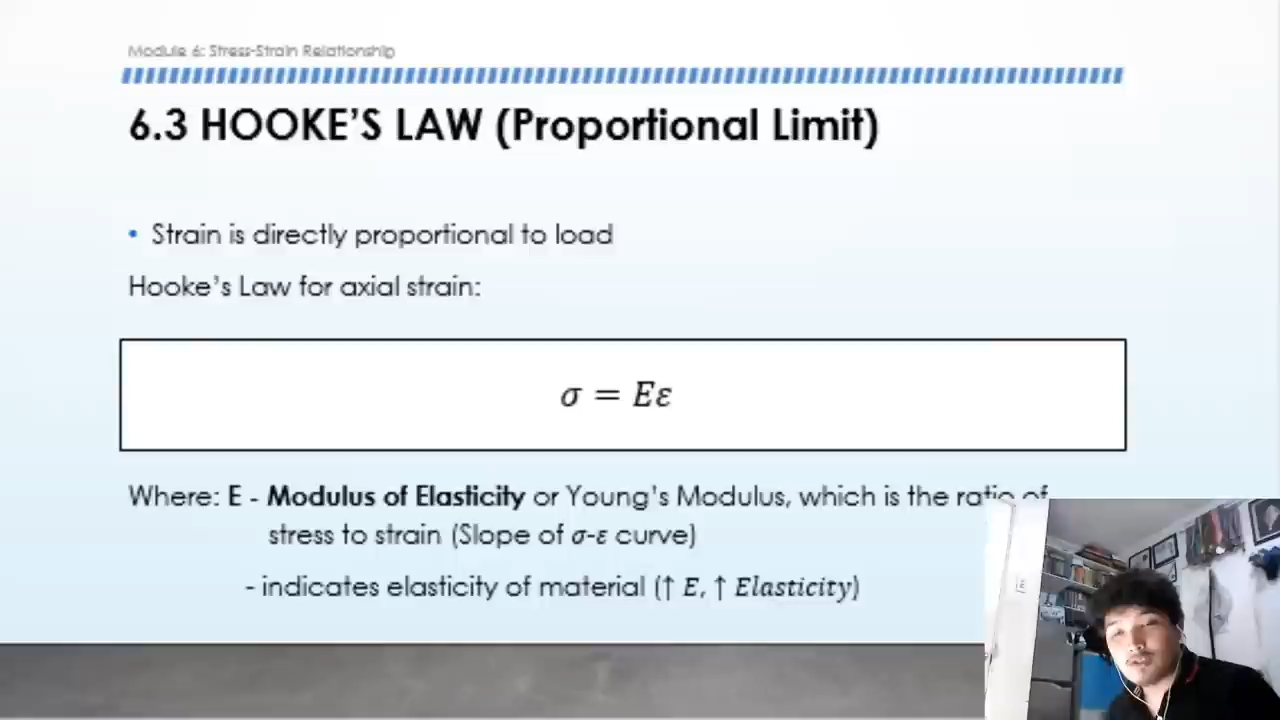 Module 6: Stress-Strain Relationship
6.3 HOOKE’S LAW (Proportional Limit)
• Strain is directly proportional to load
Hooke’s Law for axial strain:
σ = Eε
Where: E - Modulus of Elasticity or Young’s Modulus, which is the ratio of
stress to strain (Slope of σ-ε curve)
- indicates elasticity of material (↑ E, ↑ Elasticity)